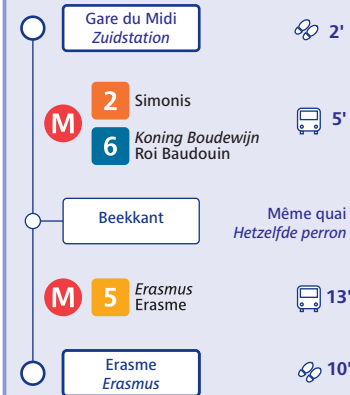 Gare du Midi
Zuidstation
2'
M
2 Simonis
6 Koning Boudewijn
Roi Baudouin
5'
Beekkant
Même quai
Hetzelfde perron
M
5 Erasmus
Erasme
13'
Erasme
Erasmus
10'